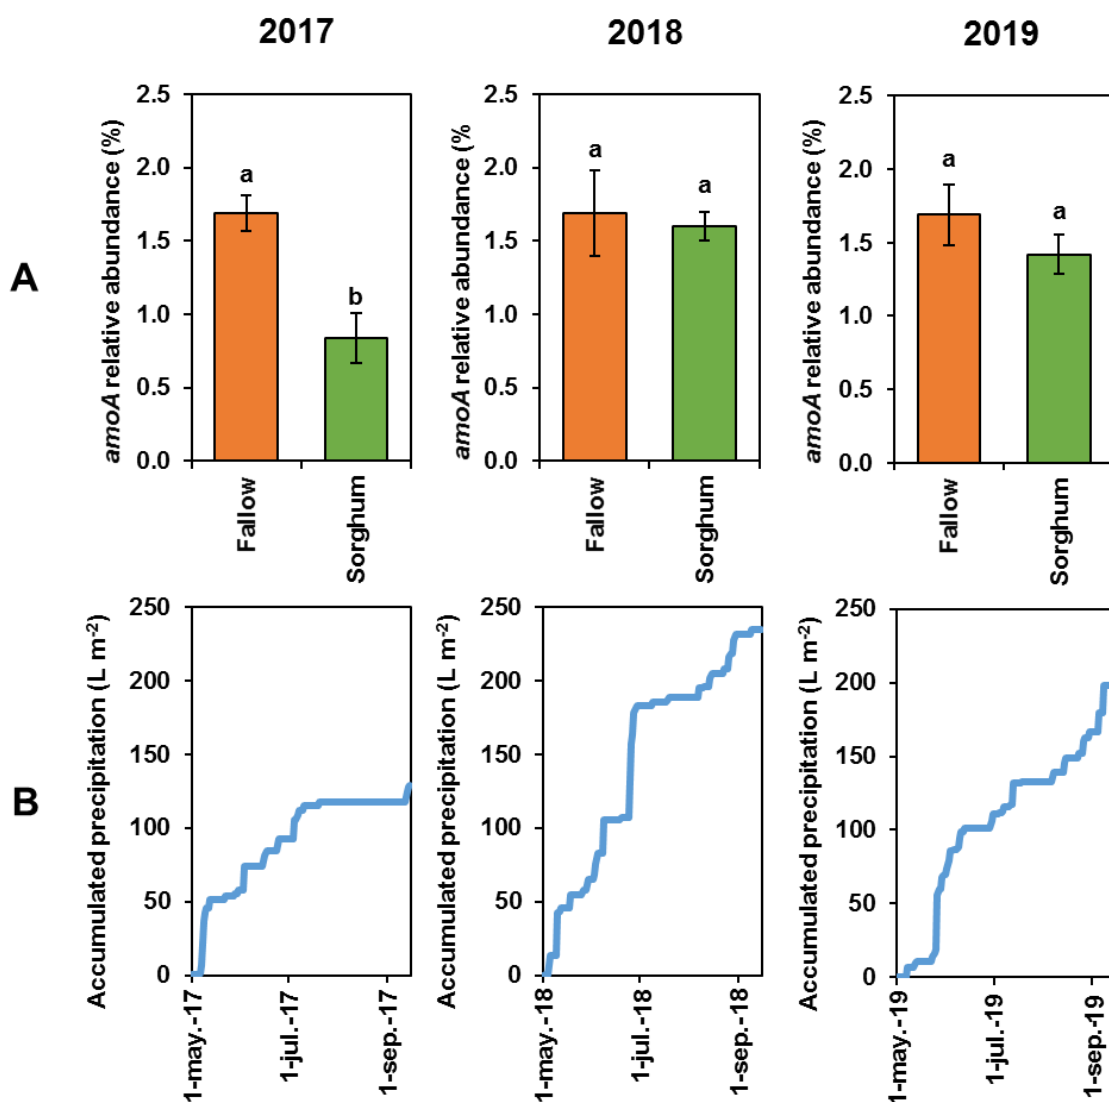 2017
2018
2019
A
amoA relative abundance (%)
2.5
2.0
1.5
1.0
0.5
0.0
a
b
Fallow
Sorghum
amoA relative abundance (%
2.5
2.0
1.5
1.0
0.5
0.0
a
a
Fallow
Sorghum
amoA relative abundance (%)
2.5
2.0
1.5
1.0
0.5
0.0
a
a
Fallow
Sorghum
B
Accumulated precipitation (L m⁻²)
250
200
150
100
50
0
1-may.-17
1-jul.-17
1-sep.-17
Accumulated precipitation (L m⁻²)
250
200
150
100
50
0
1-may.-18
1-jul.-18
1-sep.-18
Accumulated precipitation (L m⁻²)
250
200
150
100
50
0
1-may.-19
1-jul.-19
1-sep.-19